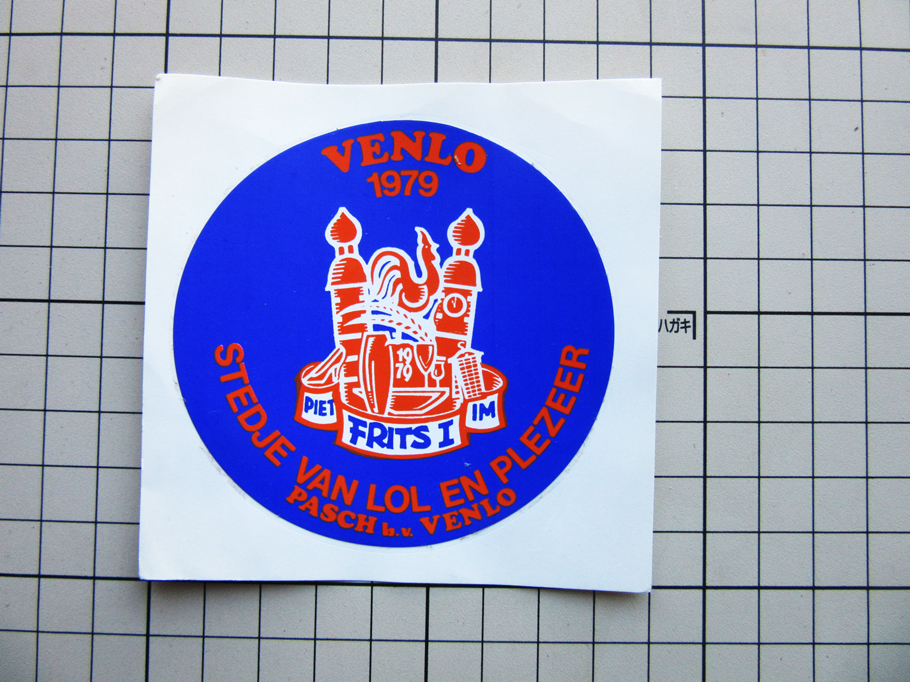 VENLO
1979
1979
PIET
FRITS I
IM
STEDJE VAN LOL EN PLEZEER
PASCH b.v. VENLO
ハガキ